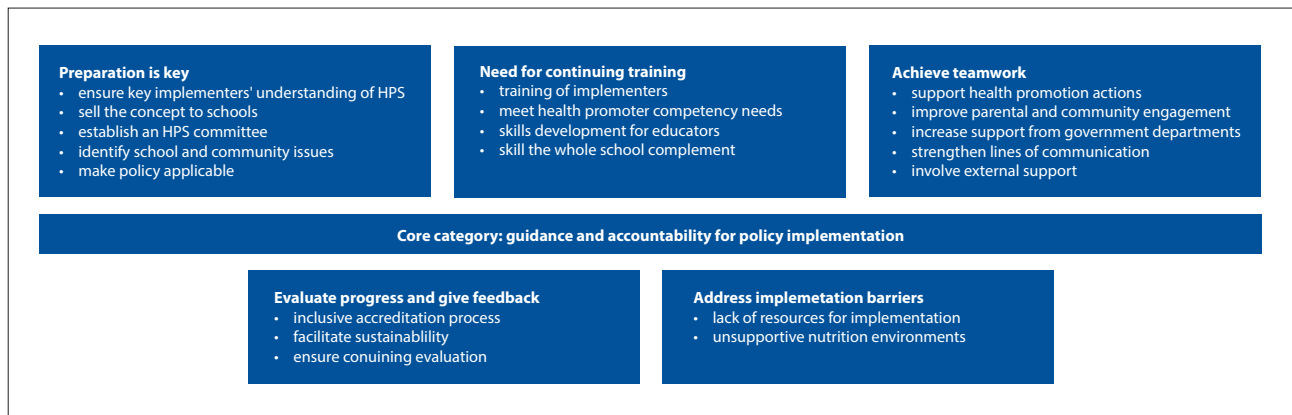 Preparation is key
• ensure key implementers' understanding of HPS
• sell the concept to schools
• establish an HPS committee
• identify school and community issues
• make policy applicable
Need for continuing training
• training of implementers
• meet health promoter competency needs
• skills development for educators
• skill the whole school complement
Achieve teamwork
• support health promotion actions
• improve parental and community engagement
• increase support from government departments
• strengthen lines of communication
• involve external support
Core category: guidance and accountability for policy implementation
Evaluate progress and give feedback
• inclusive accreditation process
• facilitate sustainablility
• ensure conuining evaluation
Address implemetation barriers
• lack of resources for implementation
• unsupportive nutrition environments